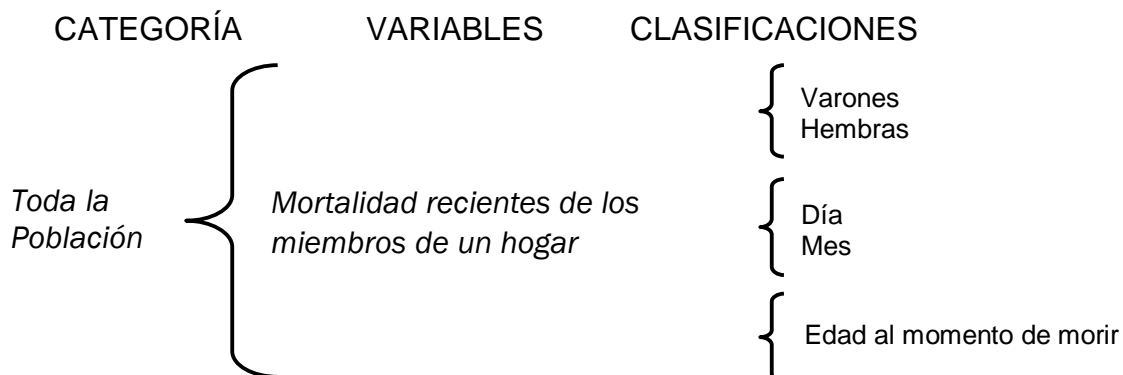 CATEGORÍA VARIABLES CLASIFICACIONES
Varones
Hembras
Toda la
Población
Mortalidad recientes de los
miembros de un hogar
Día
Mes
Edad al momento de morir